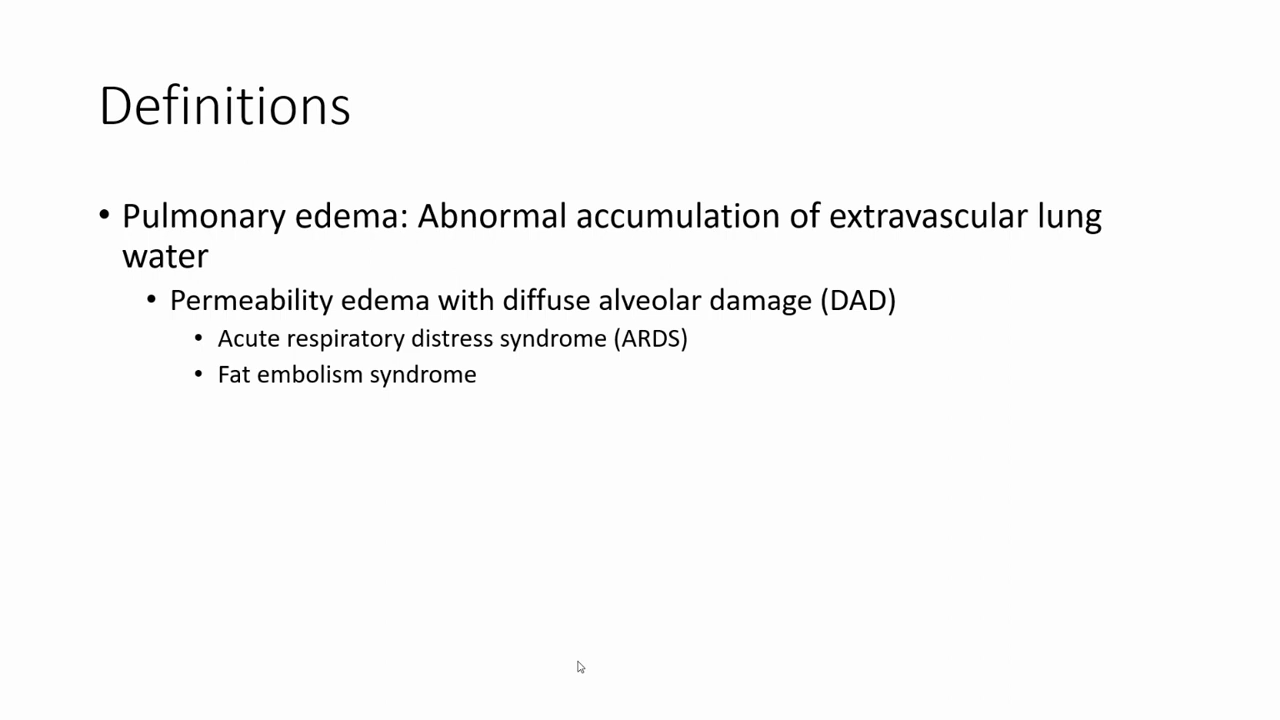 Definitions
• Pulmonary edema: Abnormal accumulation of extravascular lung
water
• Permeability edema with diffuse alveolar damage (DAD)
• Acute respiratory distress syndrome (ARDS)
• Fat embolism syndrome